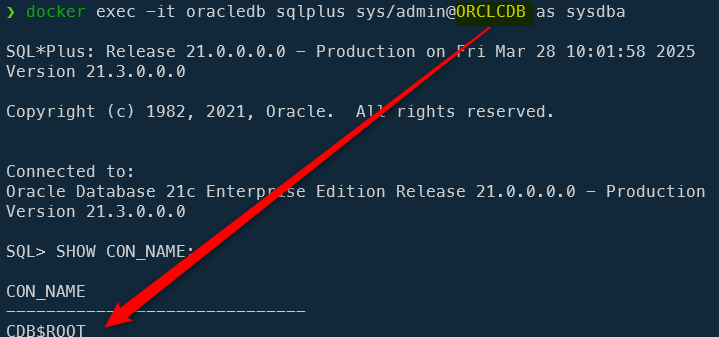 ❯ docker exec -it oracledb sqlplus sys/admin@ORCLCDB as sysdba
SQL*Plus: Release 21.0.0.0.0 - Production on Fri Mar 28 10:01:58 2025
Version 21.3.0.0.0
Copyright (c) 1982, 2021, Oracle.  All rights reserved.
Connected to:
Oracle Database 21c Enterprise Edition Release 21.0.0.0.0 - Production
Version 21.3.0.0.0
SQL> SHOW CON_NAME;
CON_NAME
------------------------------
CDB$ROOT